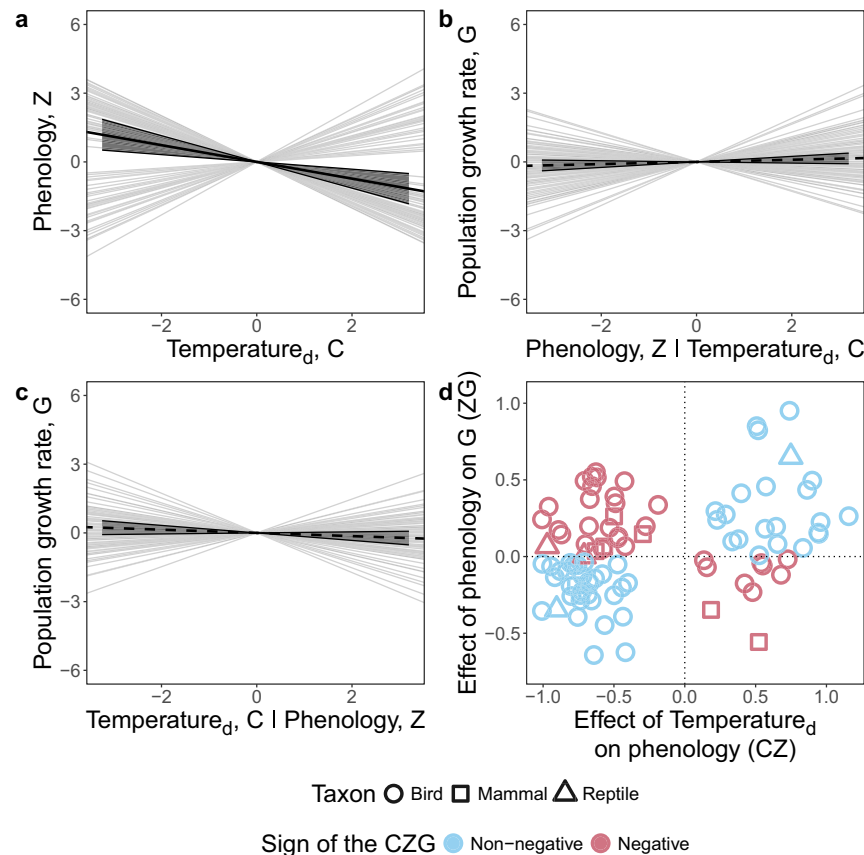 a
6
3
0
−3
−6
Phenology, Z
−2 0 2
Temperature_d, C
b
6
3
0
−3
−6
Population growth rate, G
−2 0 2
Phenology, Z | Temperature_d, C
c
6
3
0
−3
−6
Population growth rate, G
−2 0 2
Temperature_d, C | Phenology, Z
d
1.0
0.5
0.0
−0.5
Effect of phenology on G (ZG)
−1.0 −0.5 0.0 0.5 1.0
Effect of Temperature_d
on phenology (CZ)
Taxon Bird Mammal Reptile
Sign of the CZG Non−negative Negative